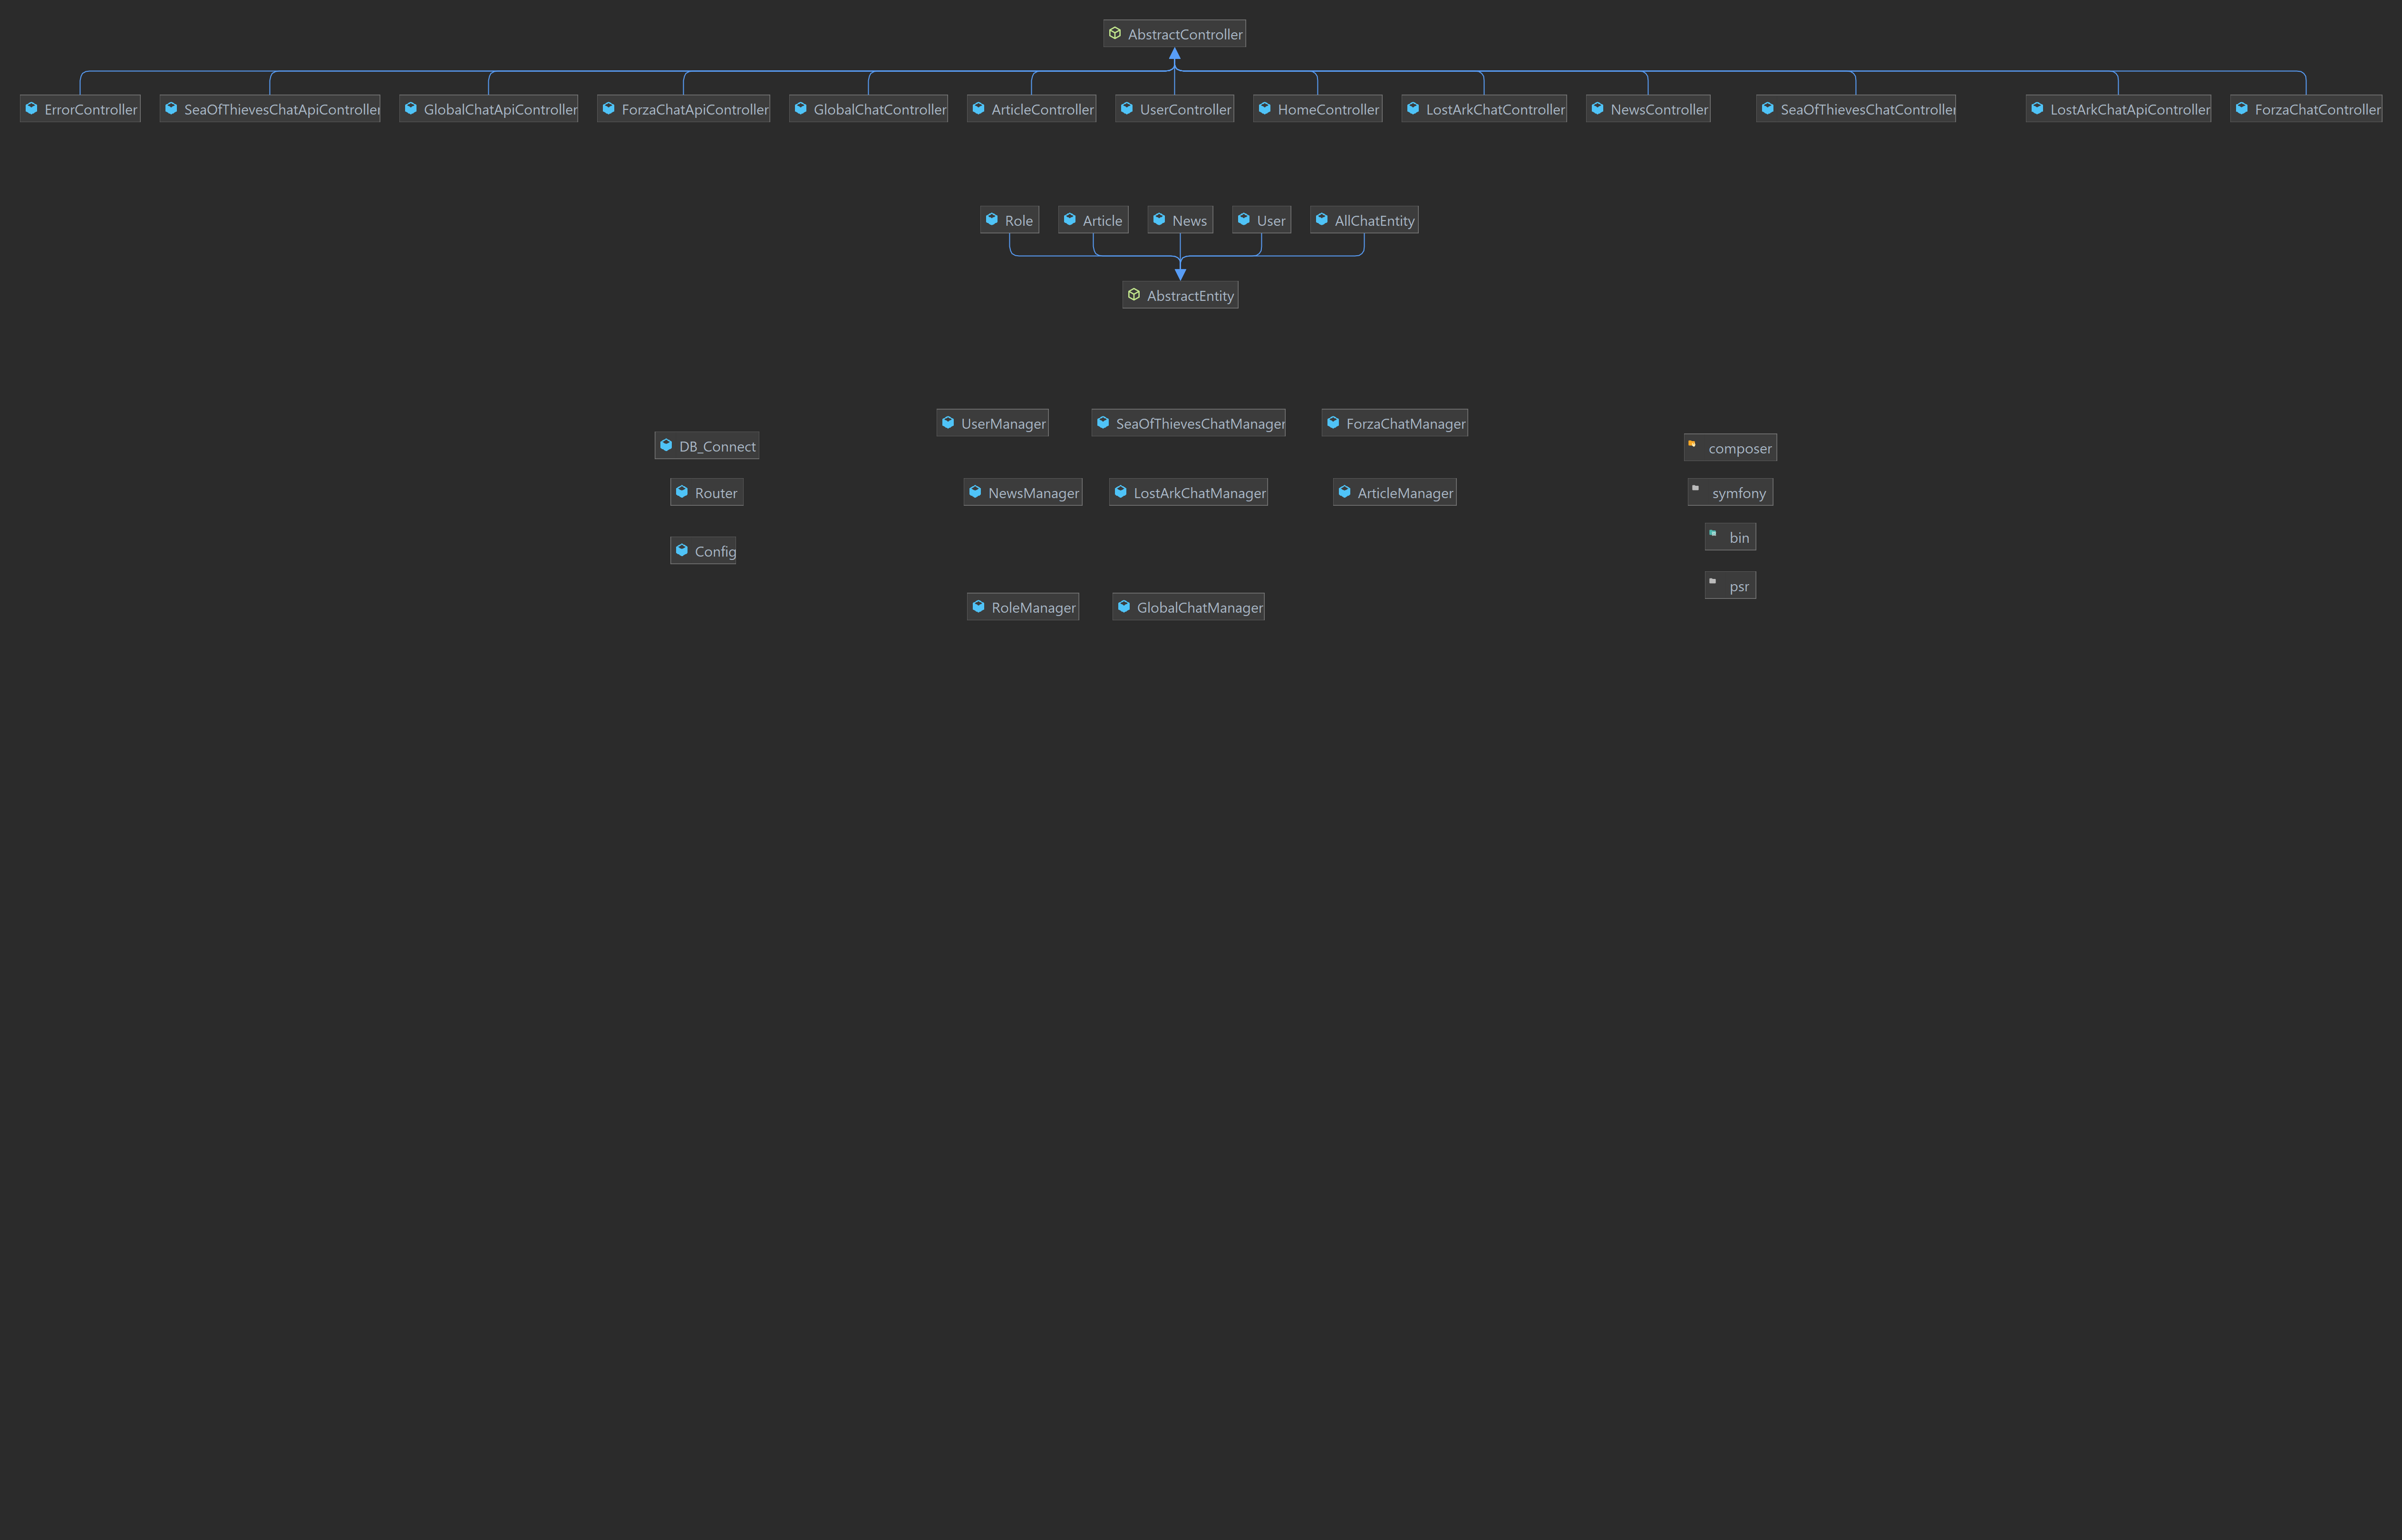 AbstractController
ErrorController
SeaOfThievesChatApiController
GlobalChatApiController
ForzaChatApiController
GlobalChatController
ArticleController
UserController
HomeController
LostArkChatController
NewsController
SeaOfThievesChatController
LostArkChatApiController
ForzaChatController
Role
Article
News
User
AllChatEntity
AbstractEntity
UserManager
SeaOfThievesChatManager
ForzaChatManager
DB_Connect
composer
Router
NewsManager
LostArkChatManager
ArticleManager
symfony
bin
Config
psr
RoleManager
GlobalChatManager